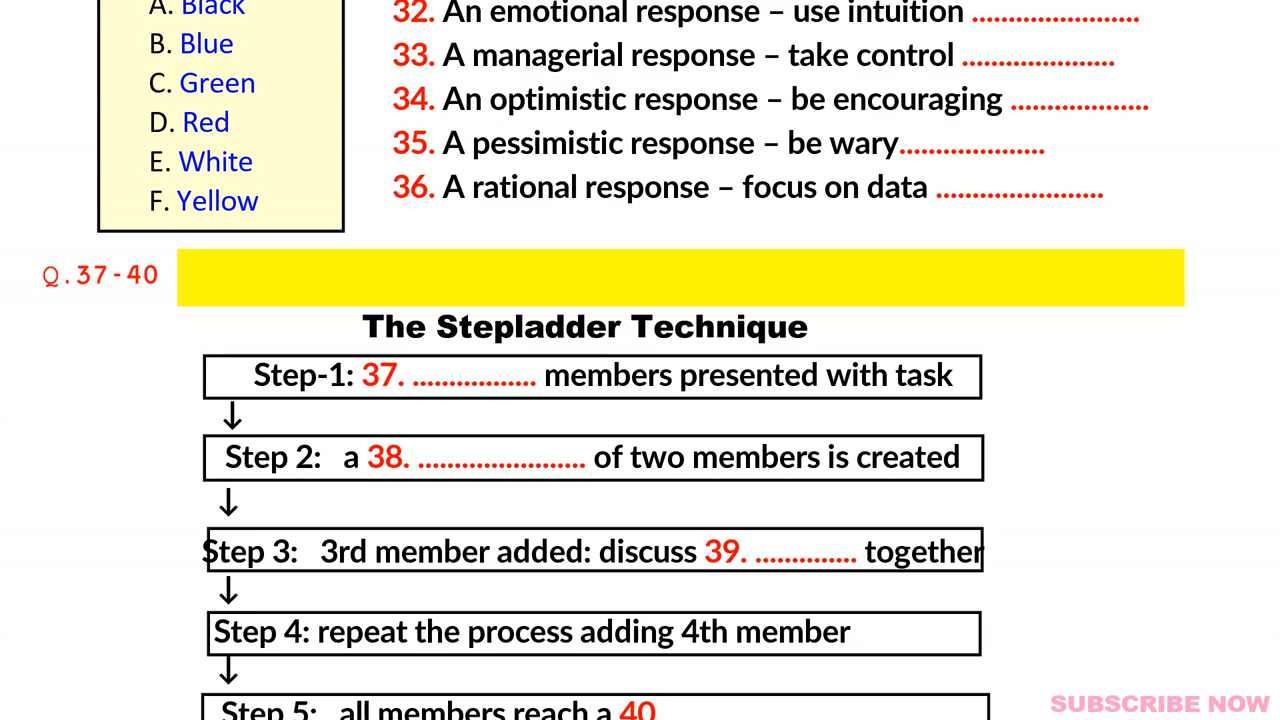 A. Black
B. Blue
C. Green
D. Red
E. White
F. Yellow
32. An emotional response – use intuition .......................
33. A managerial response – take control .....................
34. An optimistic response – be encouraging ...................
35. A pessimistic response – be wary....................
36. A rational response – focus on data .......................
Q.37-40
The Stepladder Technique
Step-1: 37. ................. members presented with task
↓
Step 2: a 38. ....................... of two members is created
↓
Step 3: 3rd member added: discuss 39. .............. together
↓
Step 4: repeat the process adding 4th member
↓
Step 5: all members reach a 40
SUBSCRIBE NOW